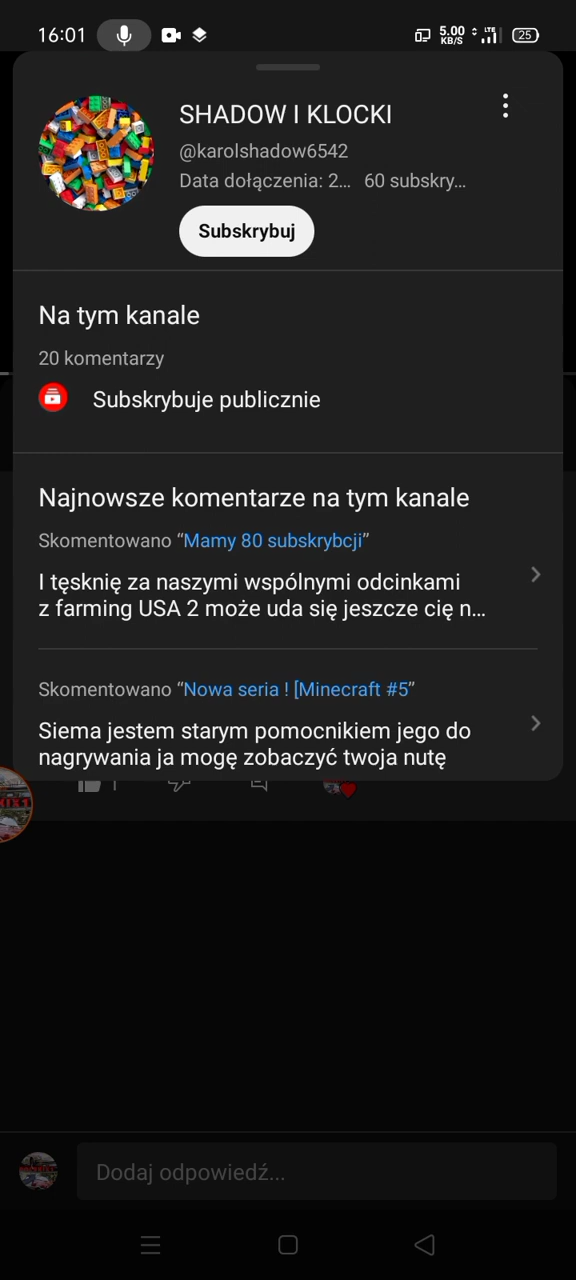 16:01
5.00
KB/S
LTE
25
SHADOW I KLOCKI
@karolshadow6542
Data dołączenia: 2... 60 subskry...
Subskrybuj
Na tym kanale
20 komentarzy
Subskrybuje publicznie
Najnowsze komentarze na tym kanale
Skomentowano “Mamy 80 subskrybcji”
I tęsknię za naszymi wspólnymi odcinkami
z farming USA 2 może uda się jeszcze cię n...
Skomentowano “Nowa seria ! [Minecraft #5”
Siema jestem starym pomocnikiem jego do
nagrywania ja mogę zobaczyć twoja nutę
Dodaj odpowiedź...